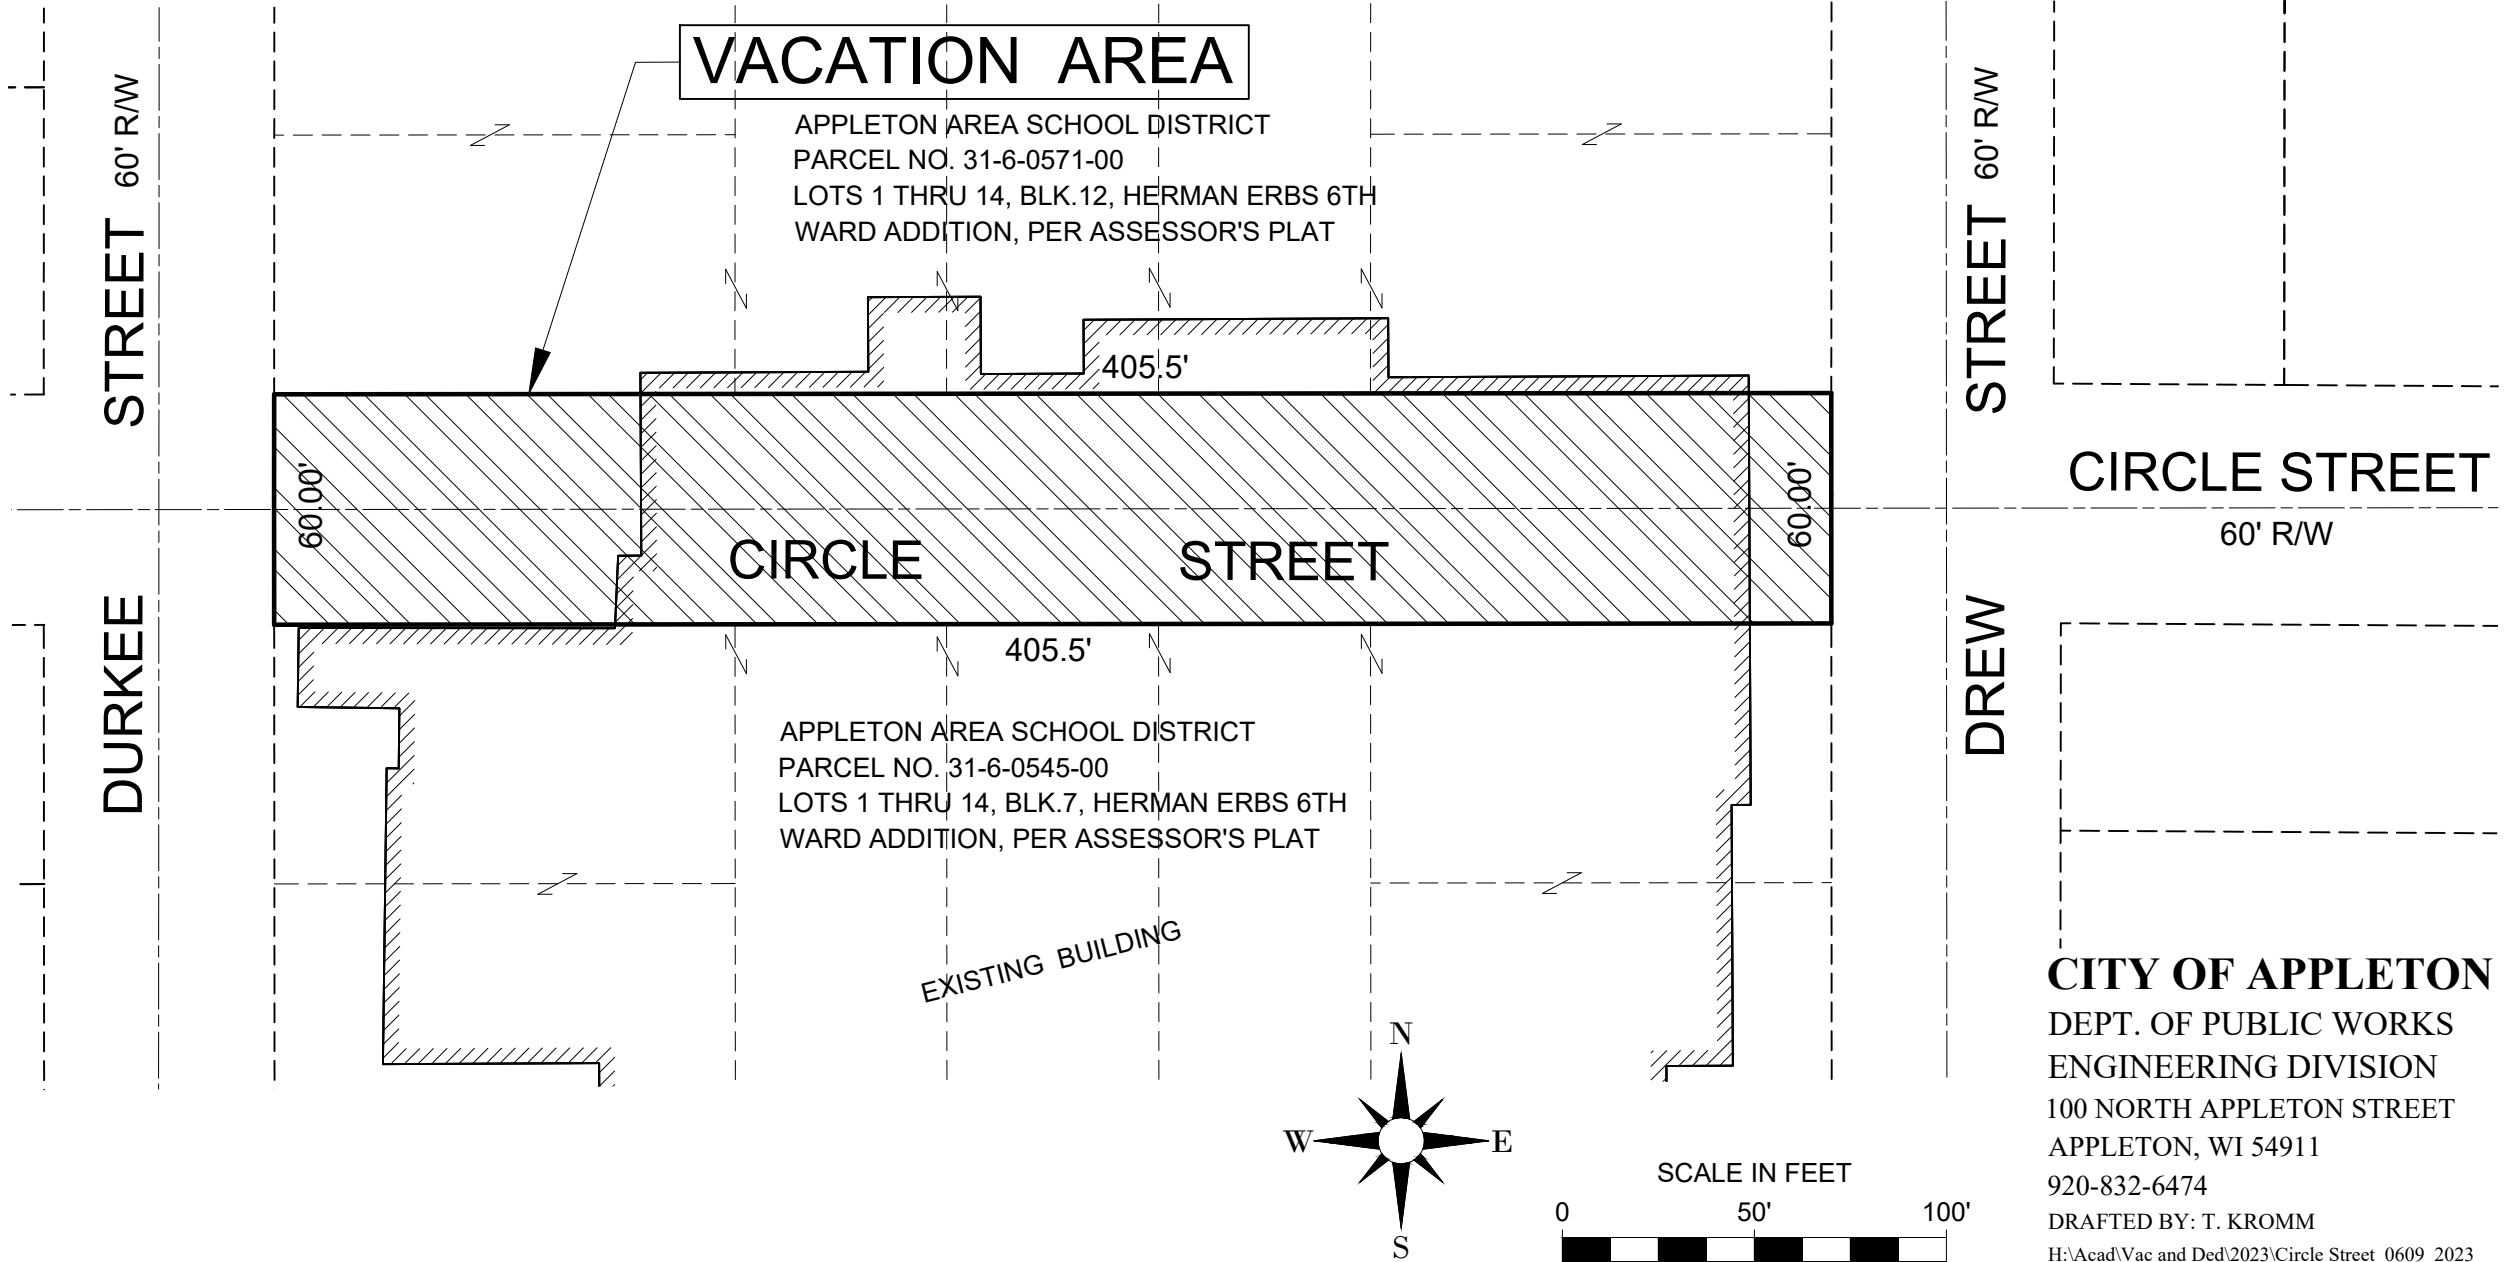 VACATION AREA
APPLETON AREA SCHOOL DISTRICT
PARCEL NO. 31-6-0571-00
LOTS 1 THRU 14, BLK.12, HERMAN ERBS 6TH
WARD ADDITION, PER ASSESSOR'S PLAT
DURKEE STREET 60' R/W
DREW STREET 60' R/W
405.5'
60.00'
60.00'
CIRCLE STREET
CIRCLE STREET
60' R/W
405.5'
APPLETON AREA SCHOOL DISTRICT
PARCEL NO. 31-6-0545-00
LOTS 1 THRU 14, BLK.7, HERMAN ERBS 6TH
WARD ADDITION, PER ASSESSOR'S PLAT
EXISTING BUILDING
N
W E
S
SCALE IN FEET
0 50' 100'
CITY OF APPLETON
DEPT. OF PUBLIC WORKS
ENGINEERING DIVISION
100 NORTH APPLETON STREET
APPLETON, WI 54911
920-832-6474
DRAFTED BY: T. KROMM
H:\Acad\Vac and Ded\2023\Circle Street_0609_2023